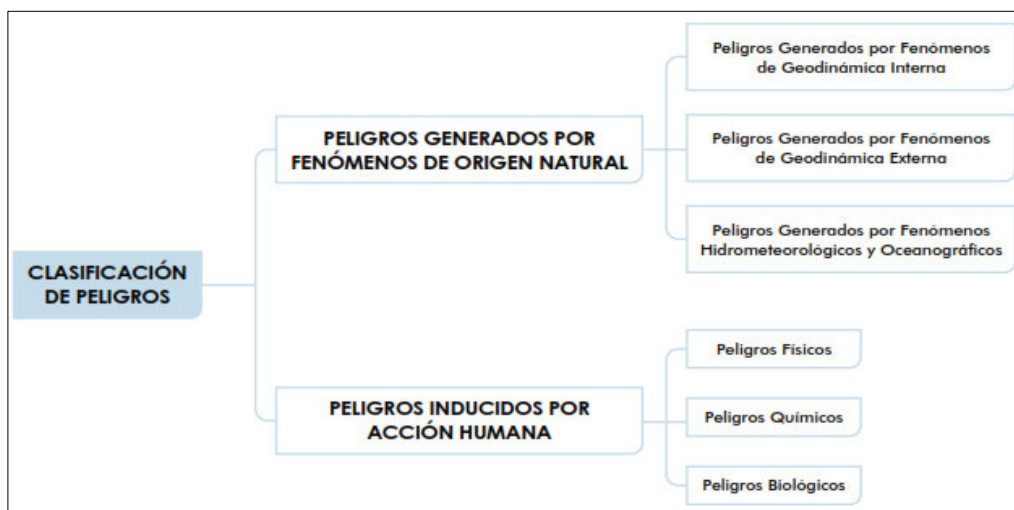 CLASIFICACIÓN
DE PELIGROS
PELIGROS GENERADOS POR
FENÓMENOS DE ORIGEN NATURAL
Peligros Generados por Fenómenos
de Geodinámica Interna
Peligros Generados por Fenómenos
de Geodinámica Externa
Peligros Generados por Fenómenos
Hidrometeorológicos y Oceanográficos
PELIGROS INDUCIDOS POR
ACCIÓN HUMANA
Peligros Físicos
Peligros Químicos
Peligros Biológicos